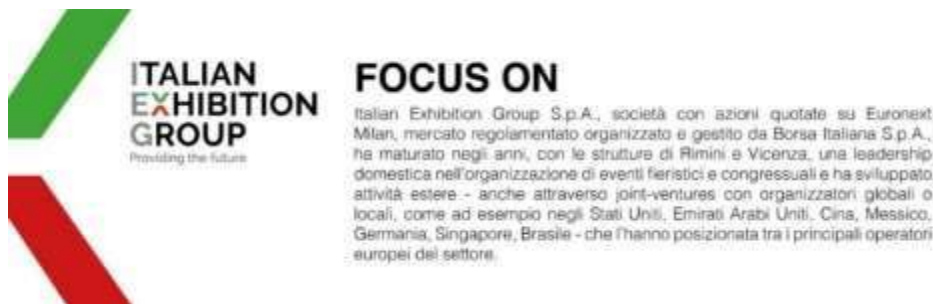 ITALIAN
EXHIBITION
GROUP
Providing the future
FOCUS ON
Italian Exhibition Group S.p.A., società con azioni quotate su Euronext
Milan, mercato regolamentato organizzato e gestito da Borsa Italiana S.p.A.,
ha maturato negli anni, con le strutture di Rimini e Vicenza, una leadership
domestica nell'organizzazione di eventi fieristici e congressuali e ha sviluppato
attività estere - anche attraverso joint-ventures con organizzatori globali o
locali, come ad esempio negli Stati Uniti, Emirati Arabi Uniti, Cina, Messico,
Germania, Singapore, Brasile - che l'hanno posizionata tra i principali operatori
europei del settore.